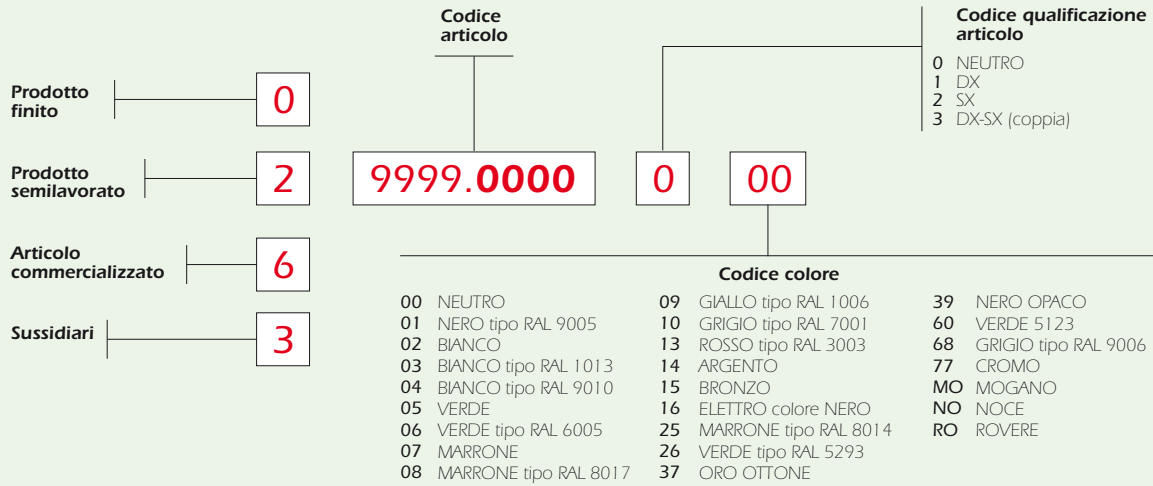 Codice
articolo
Codice qualificazione
articolo
0 NEUTRO
1 DX
2 SX
3 DX-SX (coppia)
Prodotto
finito
0
Prodotto
semilavorato
2
9999.0000
0
00
Articolo
commercializzato
6
Sussidiari
3
Codice colore
00 NEUTRO
01 NERO tipo RAL 9005
02 BIANCO
03 BIANCO tipo RAL 1013
04 BIANCO tipo RAL 9010
05 VERDE
06 VERDE tipo RAL 6005
07 MARRONE
08 MARRONE tipo RAL 8017
09 GIALLO tipo RAL 1006
10 GRIGIO tipo RAL 7001
13 ROSSO tipo RAL 3003
14 ARGENTO
15 BRONZO
16 ELETTRO colore NERO
25 MARRONE tipo RAL 8014
26 VERDE tipo RAL 5293
37 ORO OTTONE
39 NERO OPACO
60 VERDE 5123
68 GRIGIO tipo RAL 9006
77 CROMO
MO MOGANO
NO NOCE
RO ROVERE